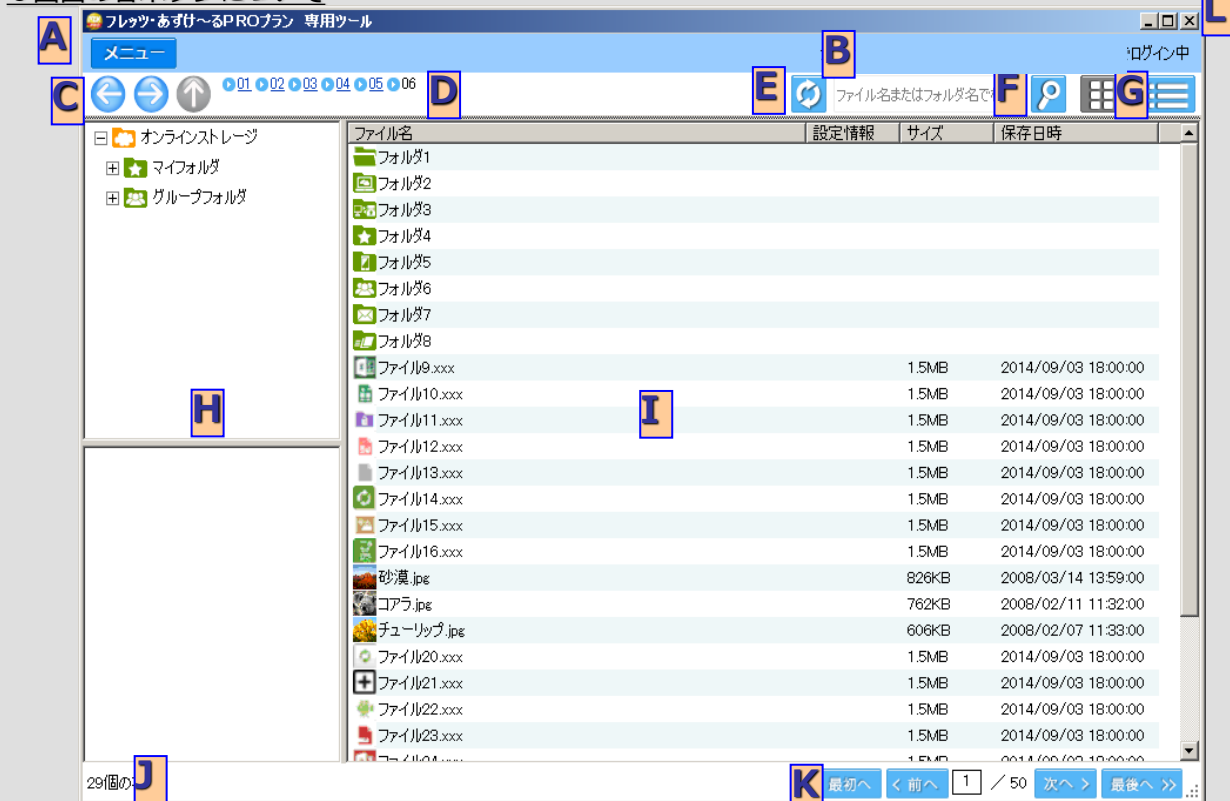 フレッツ・あずけ～るPROプラン 専用ツール
L
A
メニュー
B
ログイン中
C
01 02 03 04 05 06
D
E
ファイル名またはフォルダ名で
F
G
オンラインストレージ
マイフォルダ
グループフォルダ
H
ファイル名 設定情報 サイズ 保存日時
フォルダ1
フォルダ2
フォルダ3
フォルダ4
フォルダ5
フォルダ6
フォルダ7
フォルダ8
ファイル9.xxx 1.5MB 2014/09/03 18:00:00
ファイル10.xxx 1.5MB 2014/09/03 18:00:00
I
ファイル11.xxx 1.5MB 2014/09/03 18:00:00
ファイル12.xxx 1.5MB 2014/09/03 18:00:00
ファイル13.xxx 1.5MB 2014/09/03 18:00:00
ファイル14.xxx 1.5MB 2014/09/03 18:00:00
ファイル15.xxx 1.5MB 2014/09/03 18:00:00
ファイル16.xxx 1.5MB 2014/09/03 18:00:00
砂漠.jpg 826KB 2008/03/14 13:59:00
コアラ.jpg 762KB 2008/02/11 11:32:00
チューリップ.jpg 606KB 2008/02/07 11:33:00
ファイル20.xxx 1.5MB 2014/09/03 18:00:00
ファイル21.xxx 1.5MB 2014/09/03 18:00:00
ファイル22.xxx 1.5MB 2014/09/03 18:00:00
ファイル23.xxx 1.5MB 2014/09/03 18:00:00
29個の
J
K
最初へ < 前へ 1 / 50 次へ > 最後へ >>